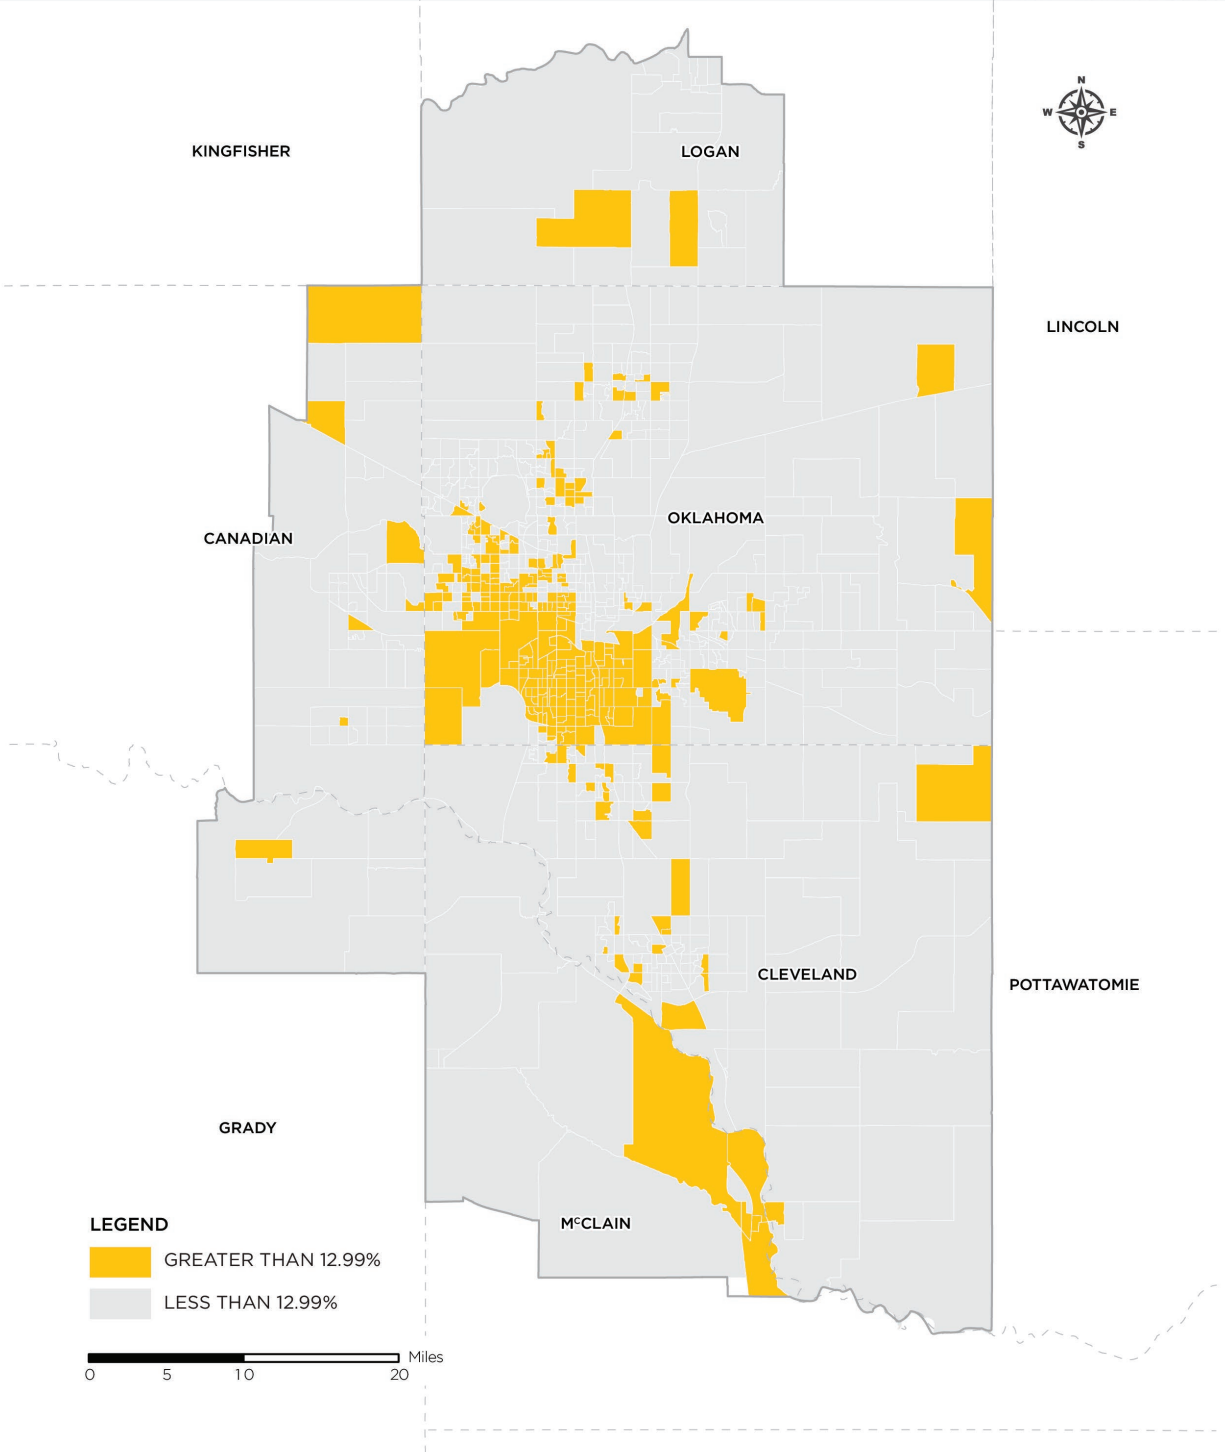 N
W E
S
KINGFISHER
LOGAN
LINCOLN
OKLAHOMA
CANADIAN
CLEVELAND
POTTAWATOMIE
GRADY
McCLAIN
LEGEND
GREATER THAN 12.99%
LESS THAN 12.99%
Miles
0 5 10 20